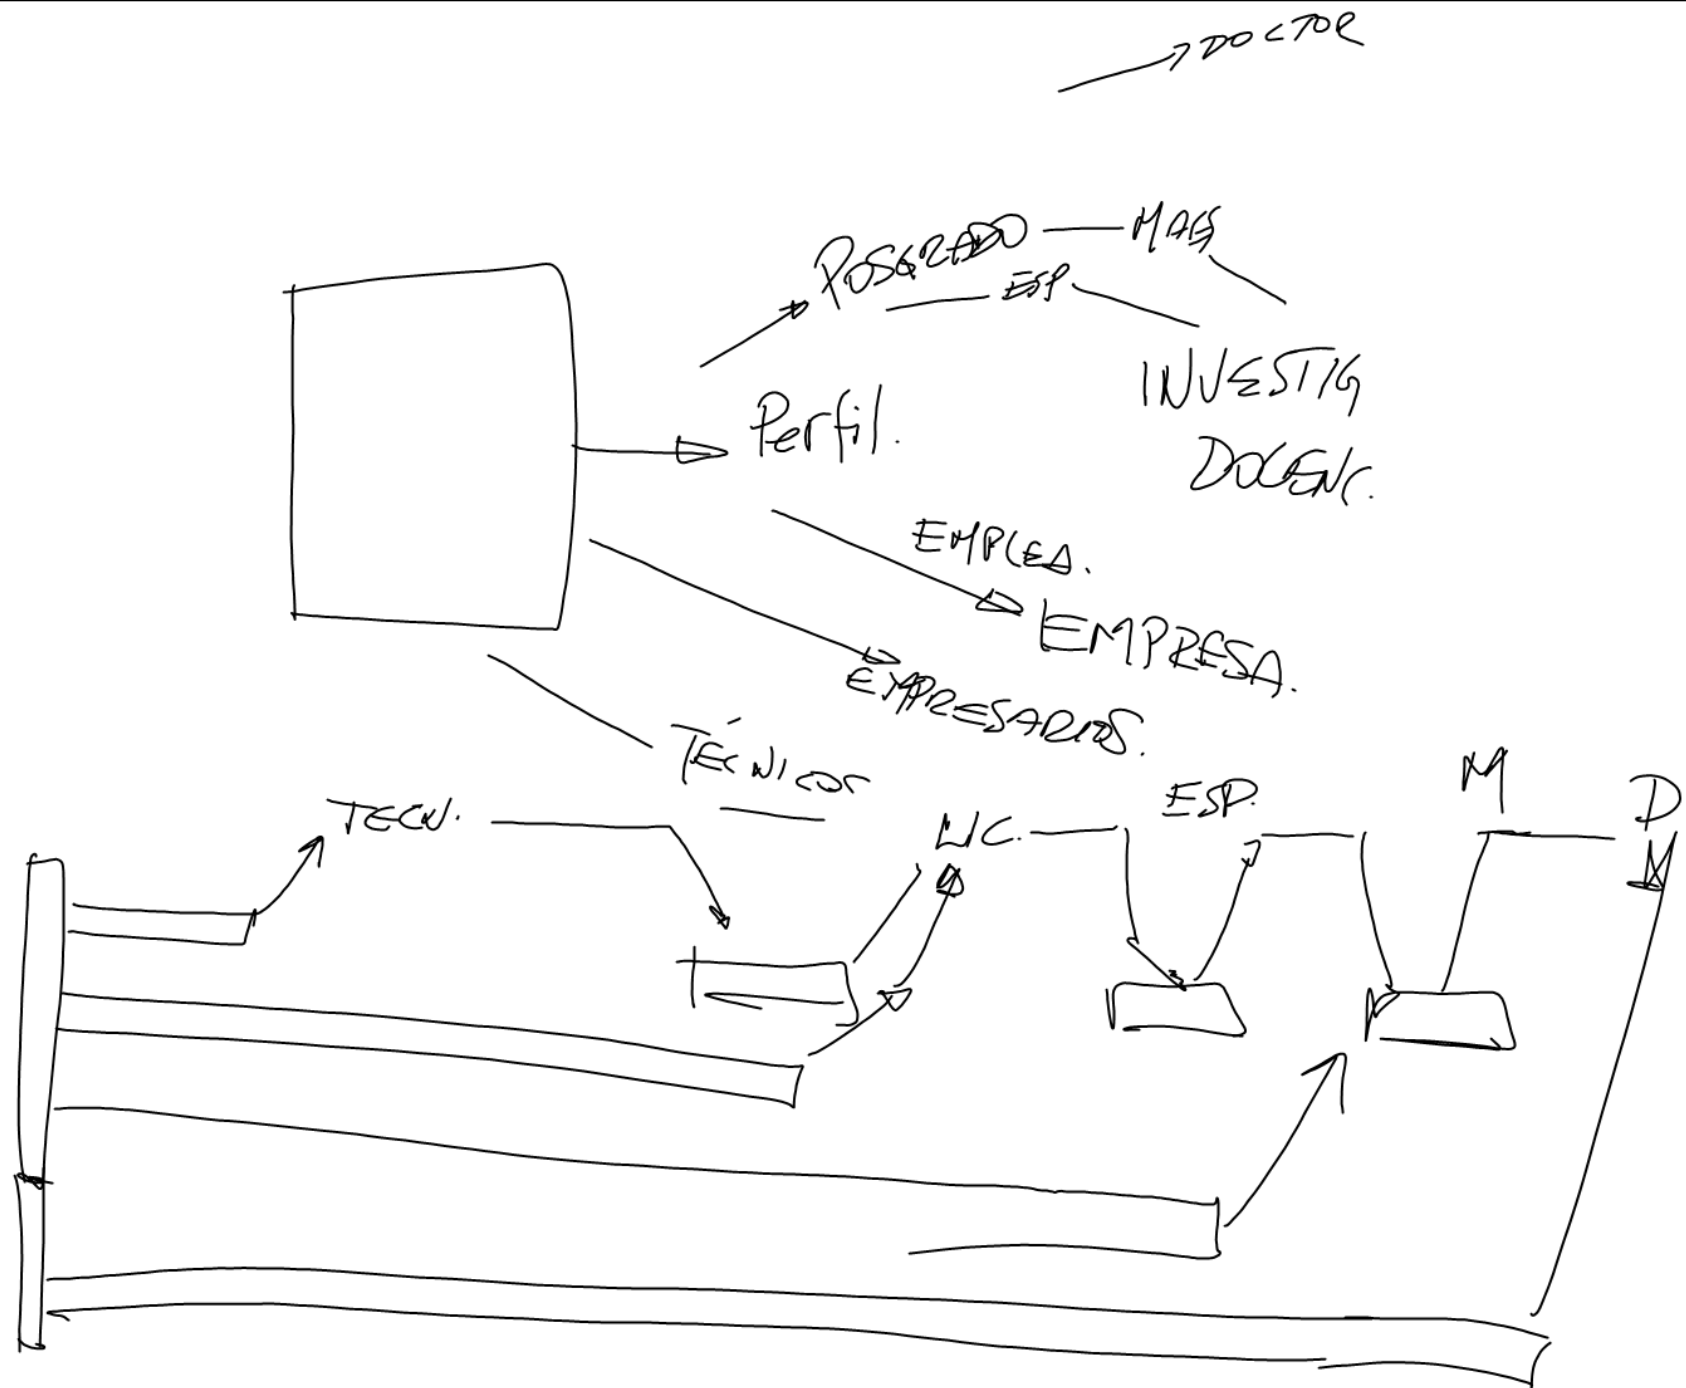 DOCTOR
POSGRADO MAES
ESP.
INVESTIG
DOCENC.
Perfil.
EMPLEA.
EMPRESA.
EMPRESARIOS.
TÉCNICOS
TECN. LIC. ESP. M D